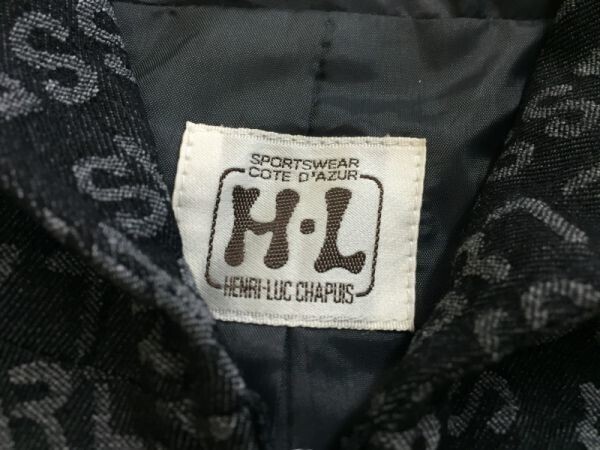 SPORTSWEAR
COTE D'AZUR
H·L
HENRI-LUC CHAPUIS